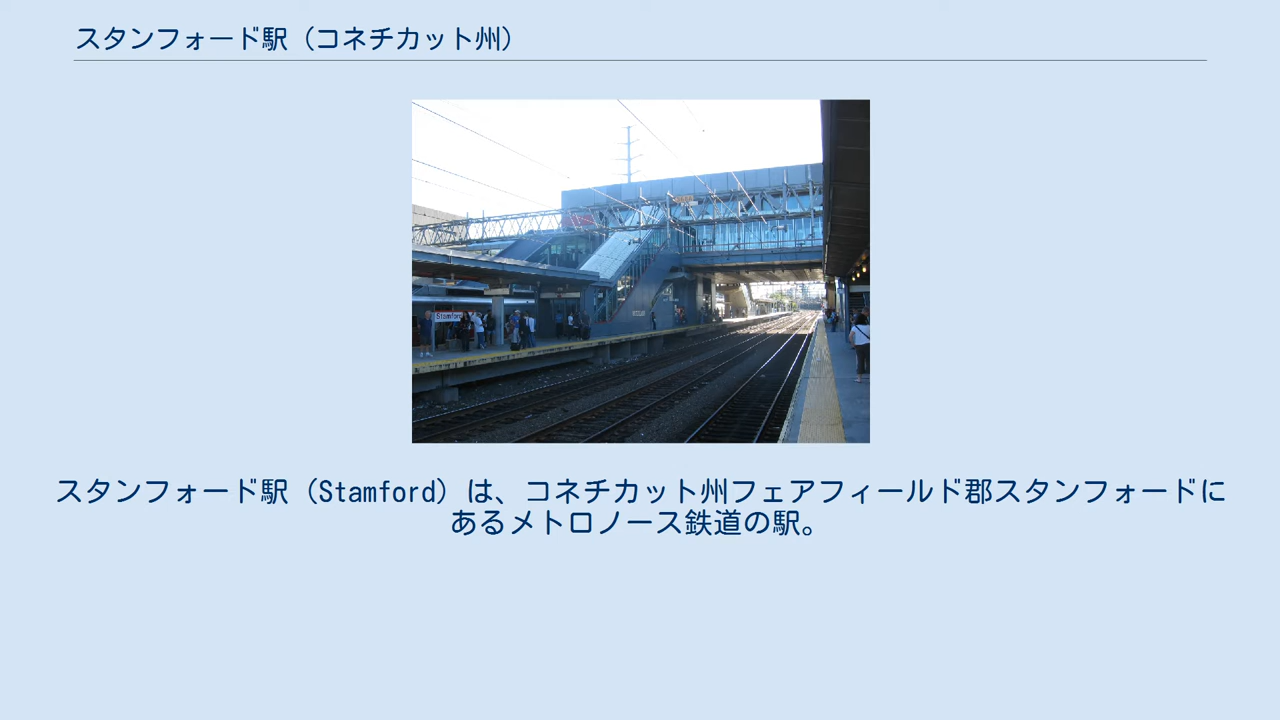 スタンフォード駅（コネチカット州）
Stamford
スタンフォード駅（Stamford）は、コネチカット州フェアフィールド郡スタンフォードに
あるメトロノース鉄道の駅。